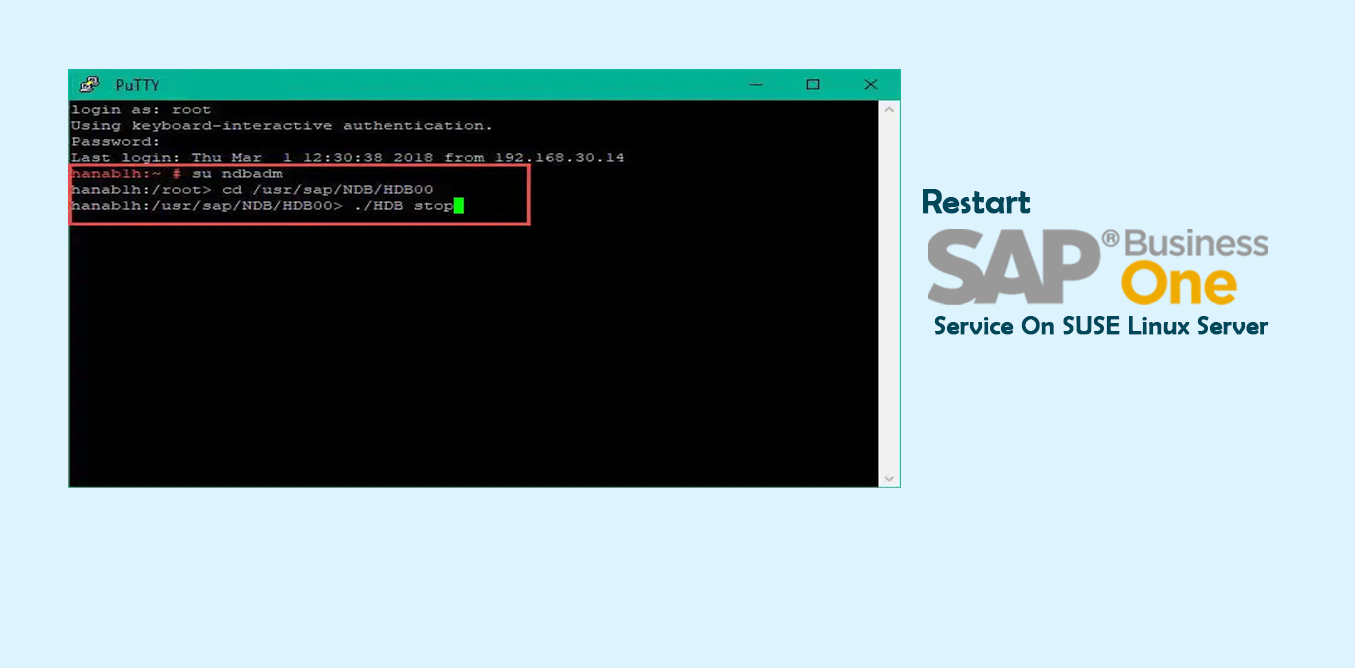 PuTTY
login as: root
Using keyboard-interactive authentication.
Password:
Last login: Thu Mar  1 12:30:38 2018 from 192.168.30.14
hanablh:~ # su ndbadm
hanablh:/root> cd /usr/sap/NDB/HDB00
hanablh:/usr/sap/NDB/HDB00> ./HDB stop
Restart
SAP® Business
One
Service On SUSE Linux Server